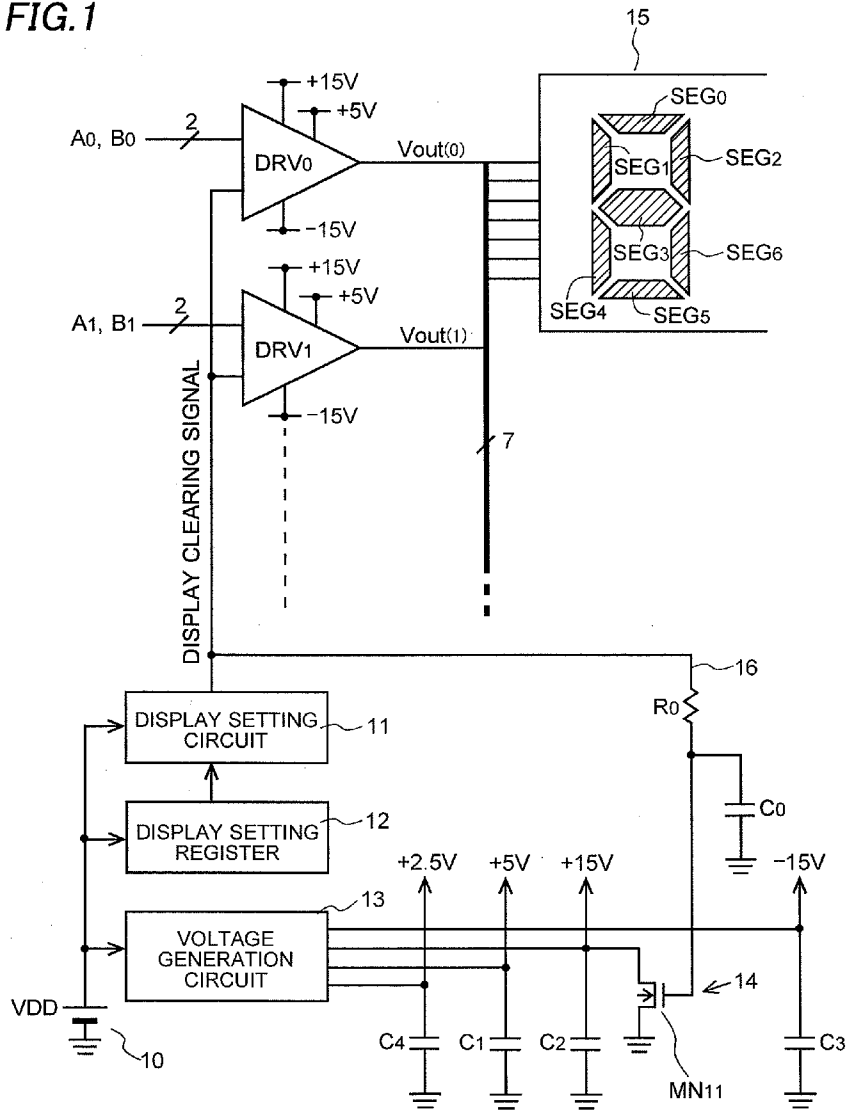 FIG.1
15
+15V
+5V
A0, B0
2
DRV0
Vout(0)
-15V
SEG0
SEG1
SEG2
SEG3
SEG4
SEG5
SEG6
+15V
+5V
A1, B1
2
DRV1
Vout(1)
-15V
7
DISPLAY CLEARING SIGNAL
16
R0
C0
DISPLAY SETTING
CIRCUIT
11
DISPLAY SETTING
REGISTER
12
+2.5V
+5V
+15V
-15V
13
VOLTAGE
GENERATION
CIRCUIT
14
VDD
10
C4
C1
C2
C3
MN11